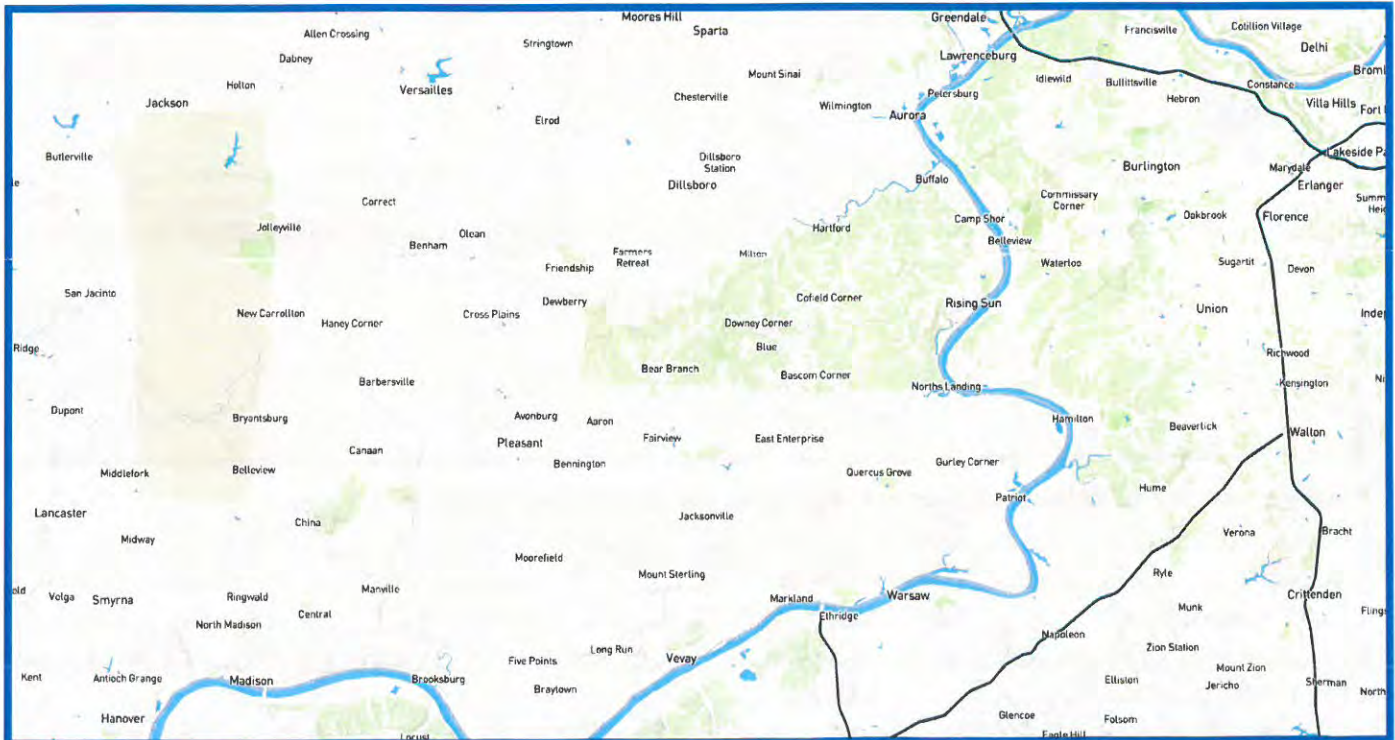 Moores Hill
Greendale
Allen Crossing
Sparta
Francisville
Cotillion Village
Stringtown
Delhi
Dabney
Lawrenceburg
Mount Sinai
Idlewild
Bullittsville
Constance
Holton
Versailles
Chesterville
Petersburg
Hebron
Jackson
Wilmington
Villa Hills
Fort
Aurora
Elrod
Butlerville
Dillsboro
Station
Lakeside
Burlington
Marydale
Dillsboro
Buffalo
Erlanger
Commissary
Corner
Correct
Camp Shor
Oakbrook
Florence
Jolleyville
Hartford
Olean
Belleview
Benham
Farmers
Retreat
Milton
Waterloo
Sugartit
Devon
Friendship
San Jacinto
Cofield Corner
Dewberry
Rising Sun
Union
New Carrollton
Cross Plains
Haney Corner
Downey Corner
Ridge
Blue
Richwood
Bear Branch
Bascom Corner
Barbersville
Norths Landing
Kensington
Dupont
Bryantsburg
Avonburg
Aaron
Hamilton
Beaverlick
Walton
Pleasant
Fairview
East Enterprise
Canaan
Bennington
Gurley Corner
Middlefork
Belleview
Quercus Grove
Hume
Patriot
Lancaster
China
Jacksonville
Verona
Bracht
Midway
Moorefield
Mount Sterling
Ryle
Manville
Volga
Smyrna
Ringwald
Markland
Warsaw
Crittenden
Munk
Central
Elhridge
North Madison
Napoleon
Zion Station
Long Run
Vevay
Five Points
Mount Zion
Kent
Antioch Grange
Madison
Brooksburg
Elliston
Jericho
Sherman
North
Braytown
Hanover
Glencoe
Folsom
Locust
Eagle Hill